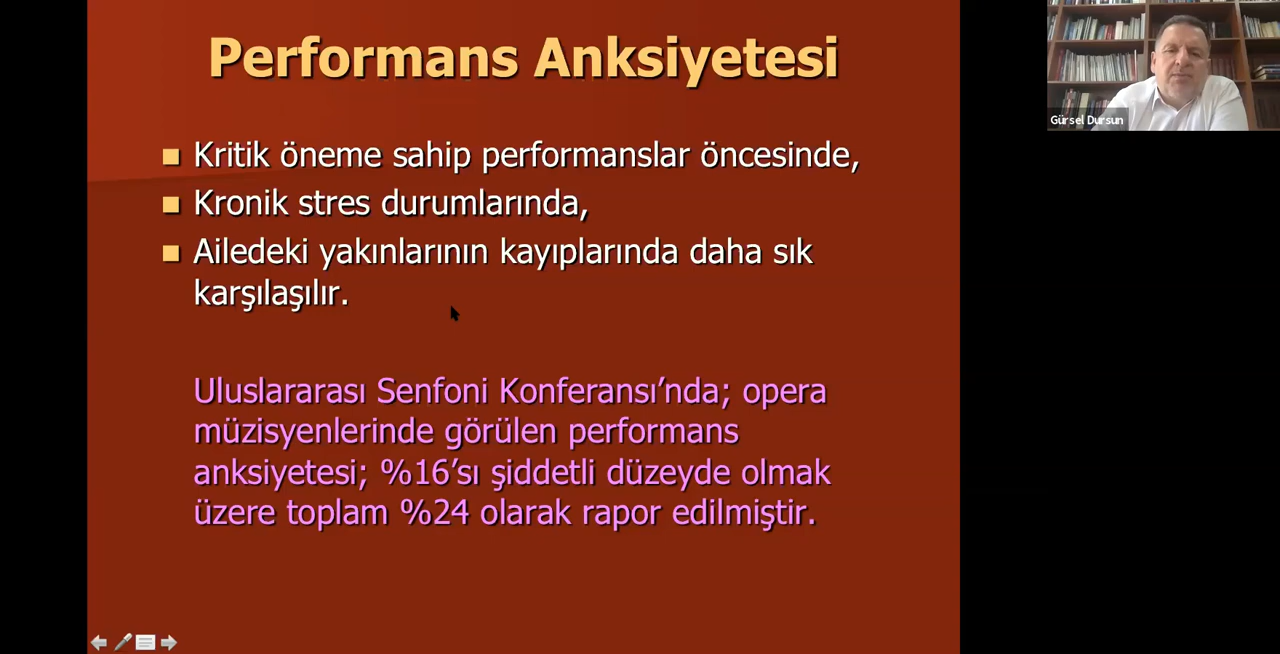 Performans Anksiyetesi
Kritik öneme sahip performanslar öncesinde,
Kronik stres durumlarında,
Ailedeki yakınlarının kayıplarında daha sık
karşılaşılır.
Uluslararası Senfoni Konferansı’nda; opera
müzisyenlerinde görülen performans
anksiyetesi; %16’sı şiddetli düzeyde olmak
üzere toplam %24 olarak rapor edilmiştir.
Gürsel Dursun